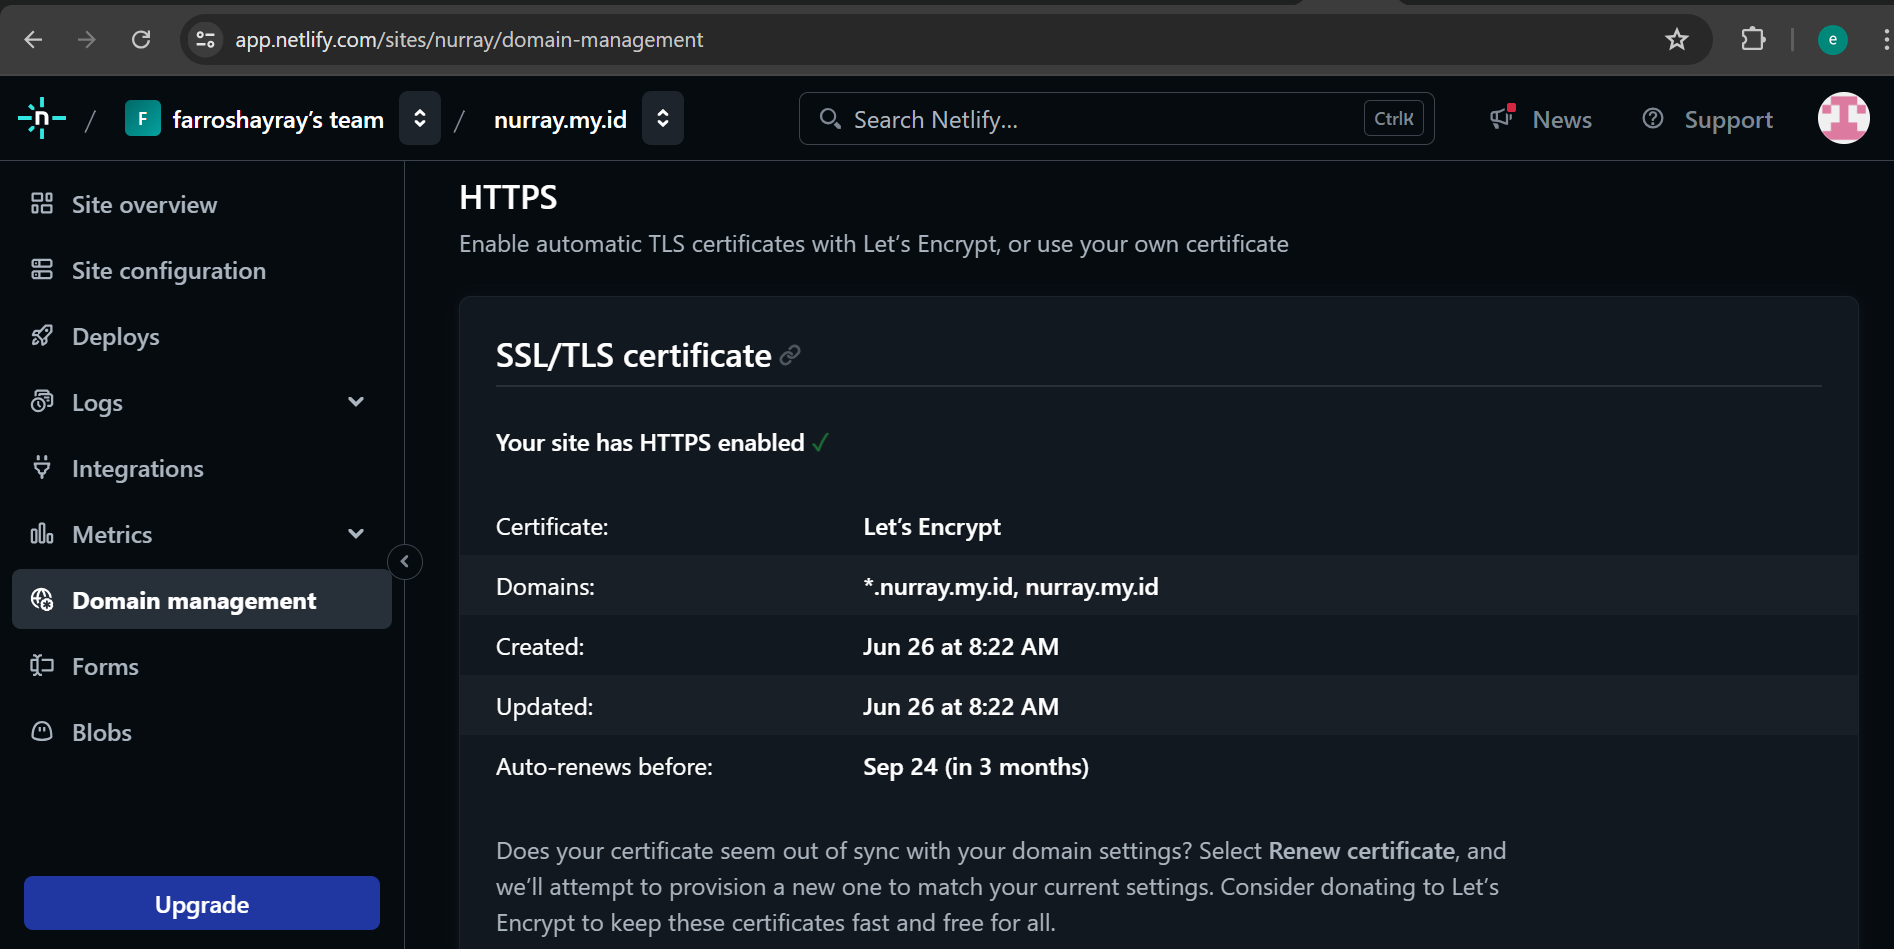 app.netlify.com/sites/nurray/domain-management
e
n / F farroshayray’s team / nurray.my.id Search Netlify... CtrlK News Support
Site overview
Site configuration
Deploys
Logs
Integrations
Metrics
Domain management
Forms
Blobs
Upgrade
HTTPS
Enable automatic TLS certificates with Let’s Encrypt, or use your own certificate
SSL/TLS certificate
Your site has HTTPS enabled ✓
Certificate: Let’s Encrypt
Domains: *.nurray.my.id, nurray.my.id
Created: Jun 26 at 8:22 AM
Updated: Jun 26 at 8:22 AM
Auto-renews before: Sep 24 (in 3 months)
Does your certificate seem out of sync with your domain settings? Select Renew certificate, and
we’ll attempt to provision a new one to match your current settings. Consider donating to Let’s
Encrypt to keep these certificates fast and free for all.